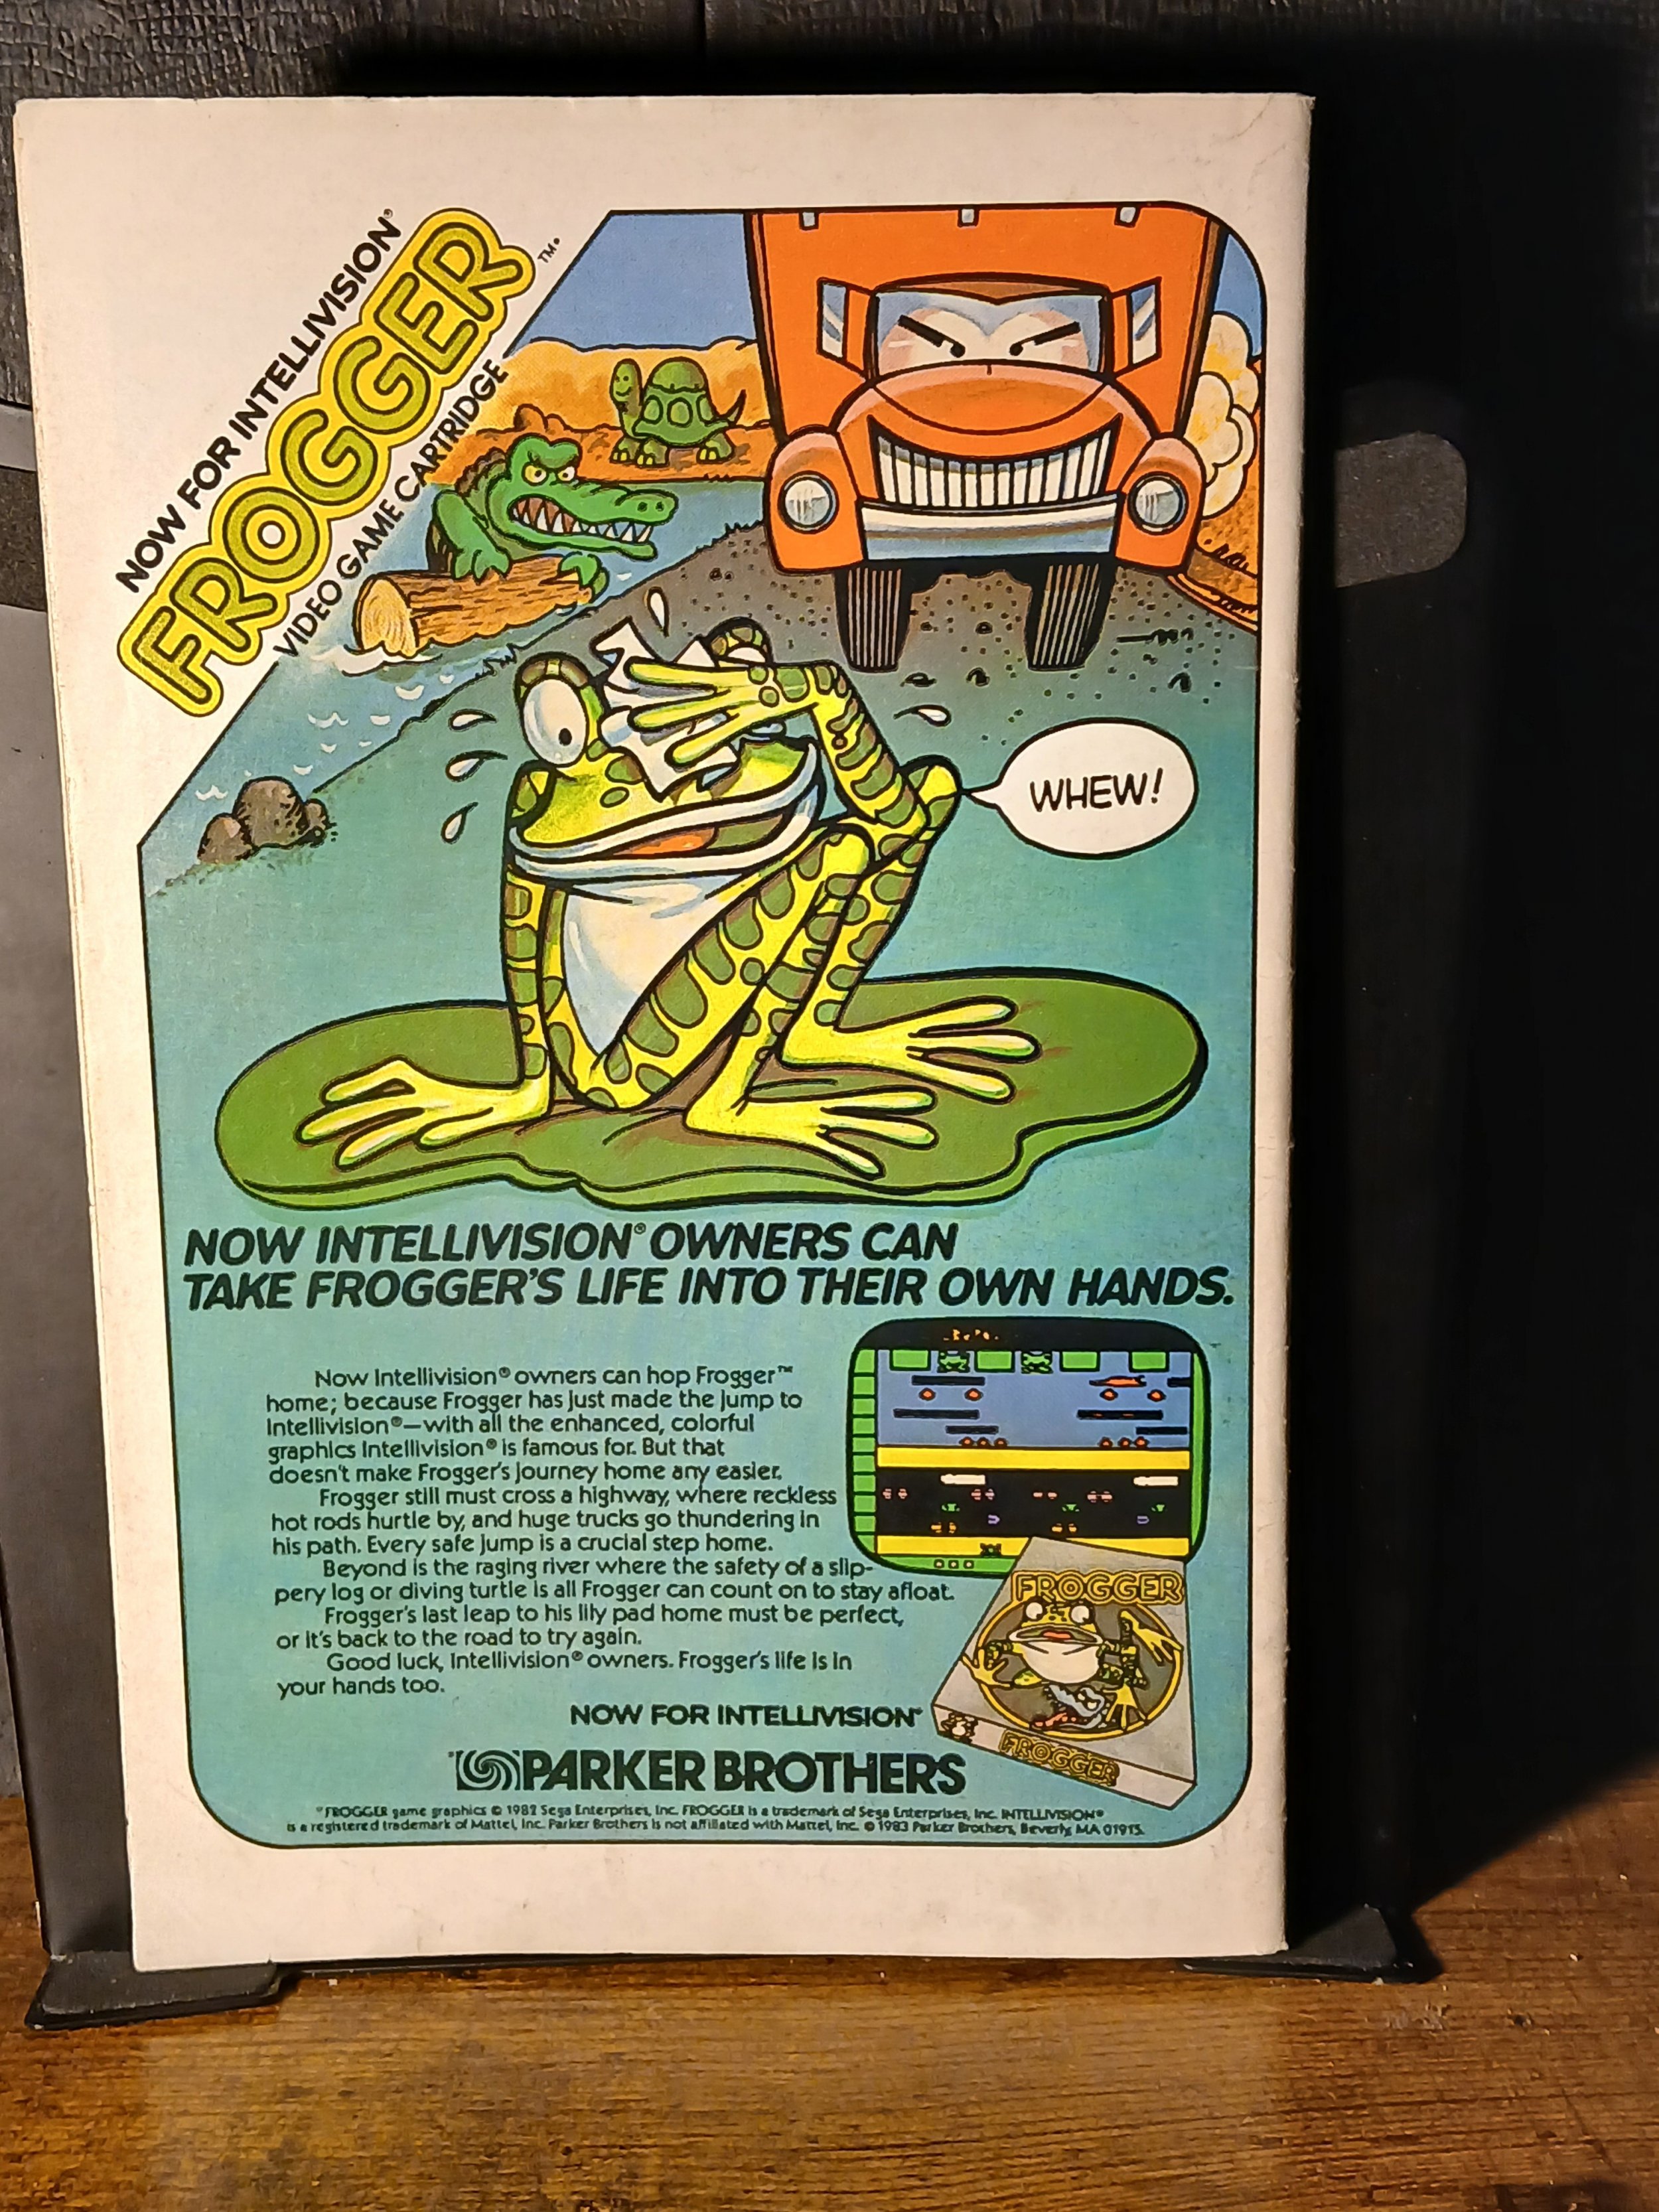 NOW FOR INTELLIVISION®
FROGGER™
VIDEO GAME CARTRIDGE
WHEW!
NOW INTELLIVISION® OWNERS CAN
TAKE FROGGER'S LIFE INTO THEIR OWN HANDS.
Now Intellivision® owners can hop Frogger™
home; because Frogger has just made the jump to
Intellivision®—with all the enhanced, colorful
graphics Intellivision® is famous for. But that
doesn't make Frogger's journey home any easier.
Frogger still must cross a highway, where reckless
hot rods hurtle by, and huge trucks go thundering in
his path. Every safe jump is a crucial step home.
Beyond is the raging river where the safety of a slip-
pery log or diving turtle is all Frogger can count on to stay afloat.
Frogger's last leap to his lily pad home must be perfect,
or it's back to the road to try again.
Good luck, Intellivision® owners. Frogger's life is in
your hands too.
FROGGER
FROGGER
NOW FOR INTELLIVISION®
PARKER BROTHERS
"FROGGER game graphics © 1982 Sega Enterprises, Inc. FROGGER is a trademark of Sega Enterprises, Inc. INTELLIVISION®
is a registered trademark of Mattel, Inc. Parker Brothers is not affiliated with Mattel, Inc. © 1983 Parker Brothers, Beverly, MA 01915.